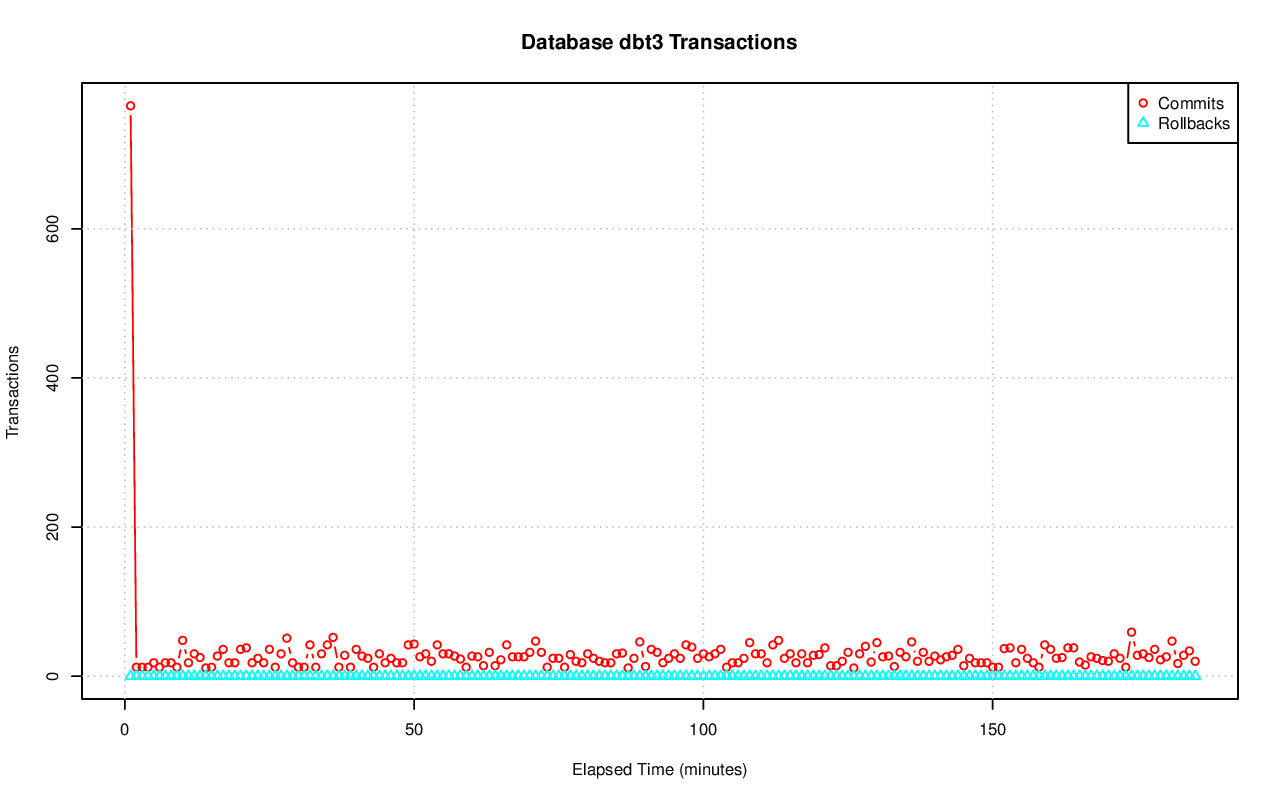 Database dbt3 Transactions
Commits
Rollbacks
Transactions
600
400
200
0
0 50 100 150
Elapsed Time (minutes)